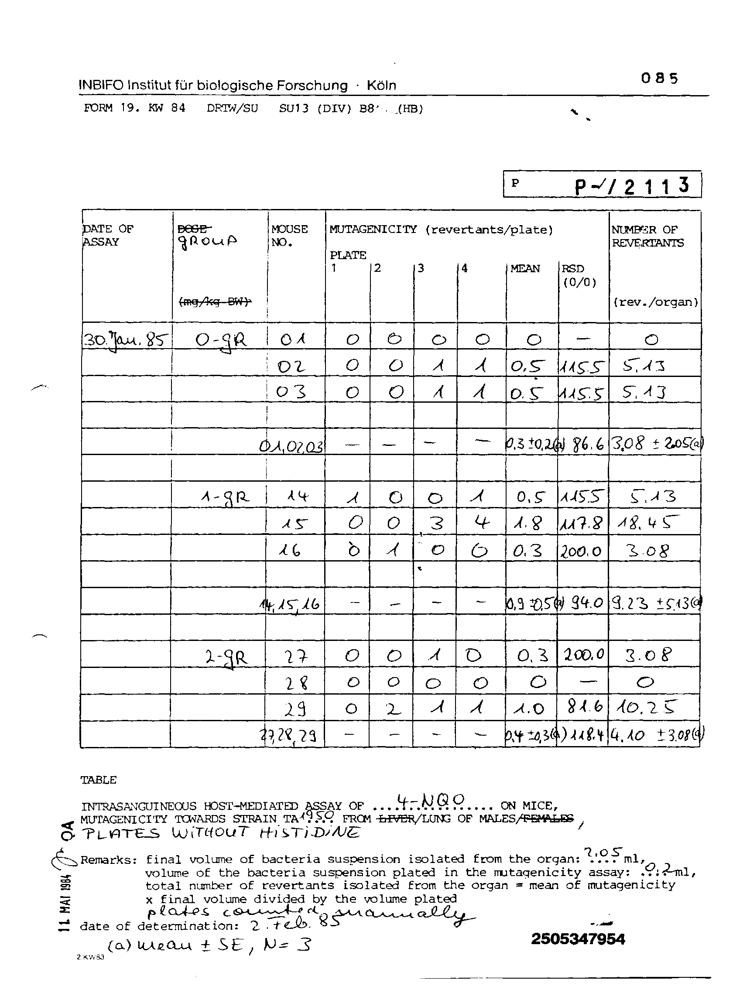 085
INBIFO Institut für biologische Forschung · Köln
FORM 19. KW 84 DRTW/SU SU13 (DIV) B8 (HB)
P P-/2113
DATE OF ASSAY DOSE GROUP (mg/kg BW) MOUSE NO. MUTAGENICITY (revertants/plate) NUMBER OF REVERTANTS
PLATE
1 2 3 4 MEAN RSD (0/0) (rev./organ)
30. Jan. 85 0-gR 01 0 0 0 0 0 — 0
02 0 0 1 1 0,5 115.5 5.13
03 0 0 1 1 0.5 115.5 5.13
01,02,03 — — — — 0,3 ±0,2(a) 86.6 3,08 ± 2.05(a)
1-gR 14 1 0 0 1 0,5 115.5 5.13
15 0 0 3 4 1.8 117.8 18.45
16 0 1 0 0 0.3 200.0 3.08
14,15,16 — — — — 0,9 ±0,5(a) 94.0 9.23 ±5,13(a)
2-gR 27 0 0 1 0 0.3 200.0 3.08
28 0 0 0 0 0 — 0
29 0 2 1 1 1.0 81.6 10.25
27,28,29 — — — — 0,4 ±0,3(a) 118.4 4,10 ±3.08(a)
TABLE
INTRASANGUINEOUS HOST-MEDIATED ASSAY OF ....4-NQO..... ON MICE,
MUTAGENICITY TOWARDS STRAIN TA1950 FROM LIVER/LUNG OF MALES/FEMALES,
PLATES WITHOUT HISTIDINE
Remarks: final volume of bacteria suspension isolated from the organ: 2.05 ml,
volume of the bacteria suspension plated in the mutagenicity assay: 0.2 ml,
total number of revertants isolated from the organ = mean of mutagenicity
x final volume divided by the volume plated
plates counted manually
date of determination: 2. Feb. 85
(a) mean ± SE, N= 3
2.KW83
11 MAI 1984 QA
2505347954